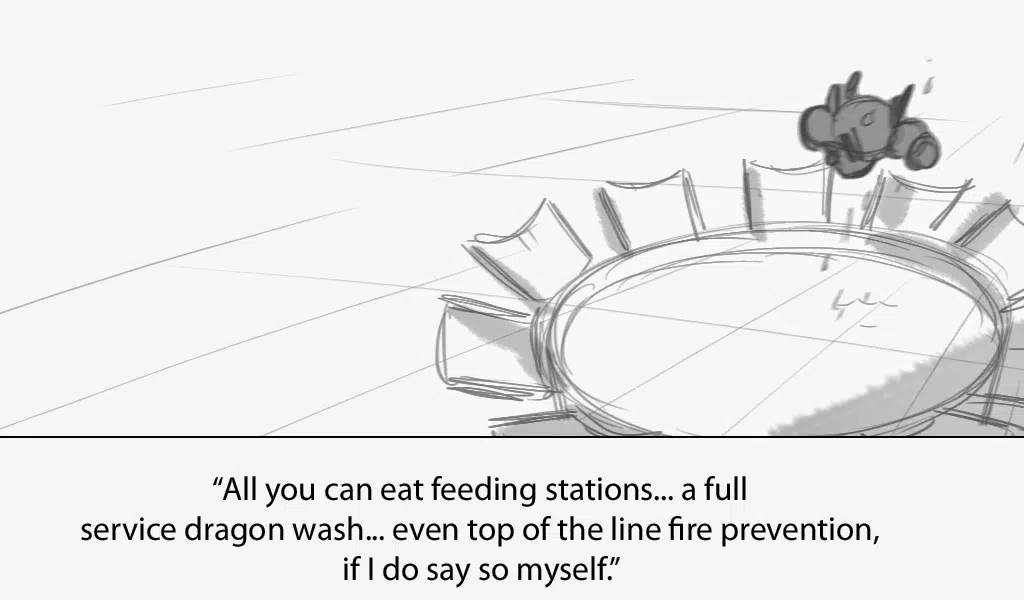 “All you can eat feeding stations... a full
service dragon wash... even top of the line fire prevention,
if I do say so myself.”